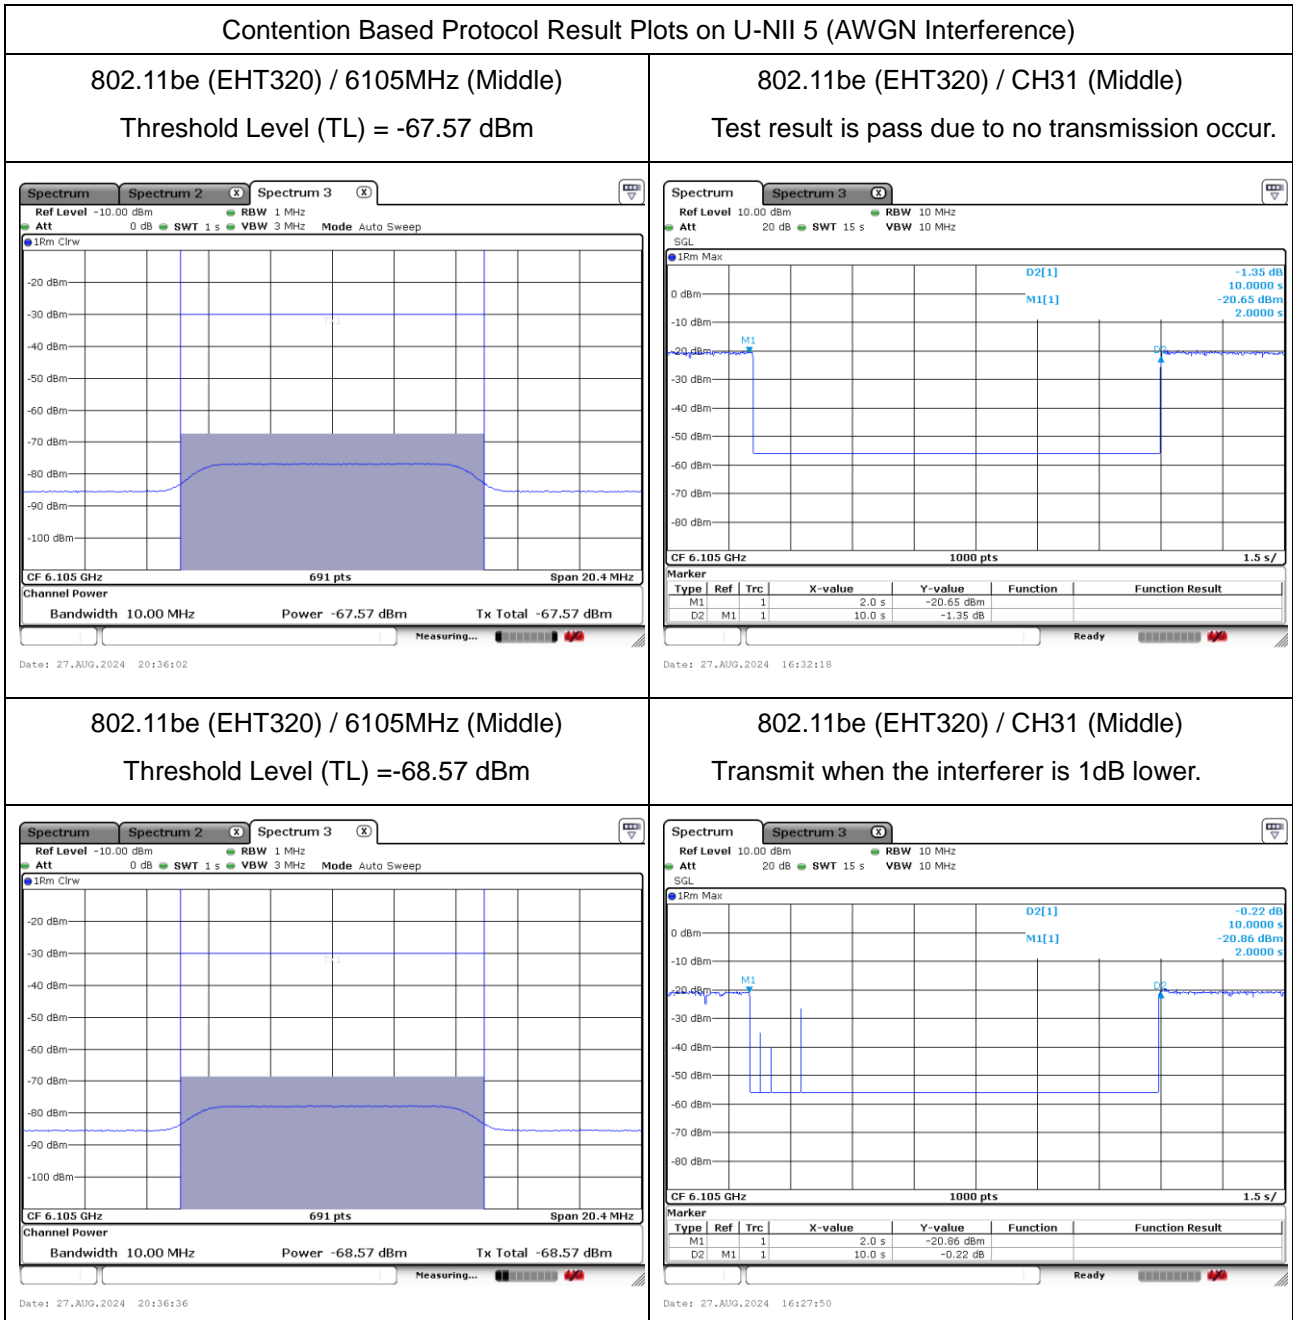 Contention Based Protocol Result Plots on U-NII 5 (AWGN Interference)
802.11be (EHT320) / 6105MHz (Middle)
Threshold Level (TL) = -67.57 dBm
802.11be (EHT320) / CH31 (Middle)
Test result is pass due to no transmission occur.
Spectrum Spectrum 2 X Spectrum 3 X
Ref Level -10.00 dBm RBW 1 MHz
Att 0 dB SWT 1 s VBW 3 MHz Mode Auto Sweep
1Rm Clrw
-20 dBm
-30 dBm
TX1
-40 dBm
-50 dBm
-60 dBm
-70 dBm
-80 dBm
-90 dBm
-100 dBm
CF 6.105 GHz 691 pts Span 20.4 MHz
Channel Power
Bandwidth 10.00 MHz Power -67.57 dBm Tx Total -67.57 dBm
Measuring...
Date: 27.AUG.2024 20:36:02
Spectrum Spectrum 3 X
Ref Level 10.00 dBm RBW 10 MHz
Att 20 dB SWT 15 s VBW 10 MHz
SGL
1Rm Max
D2[1] -1.35 dB
10.0000 s
M1[1] -20.65 dBm
2.0000 s
0 dBm
-10 dBm
M1
D2
-20 dBm
-30 dBm
-40 dBm
-50 dBm
-60 dBm
-70 dBm
-80 dBm
CF 6.105 GHz 1000 pts 1.5 s/
Marker
Type Ref Trc X-value Y-value Function Function Result
M1 1 2.0 s -20.65 dBm
D2 M1 1 10.0 s -1.35 dB
Ready
Date: 27.AUG.2024 16:32:18
802.11be (EHT320) / 6105MHz (Middle)
Threshold Level (TL) =-68.57 dBm
802.11be (EHT320) / CH31 (Middle)
Transmit when the interferer is 1dB lower.
Spectrum Spectrum 2 X Spectrum 3 X
Ref Level -10.00 dBm RBW 1 MHz
Att 0 dB SWT 1 s VBW 3 MHz Mode Auto Sweep
1Rm Clrw
-20 dBm
-30 dBm
TX1
-40 dBm
-50 dBm
-60 dBm
-70 dBm
-80 dBm
-90 dBm
-100 dBm
CF 6.105 GHz 691 pts Span 20.4 MHz
Channel Power
Bandwidth 10.00 MHz Power -68.57 dBm Tx Total -68.57 dBm
Measuring...
Date: 27.AUG.2024 20:36:36
Spectrum Spectrum 3 X
Ref Level 10.00 dBm RBW 10 MHz
Att 20 dB SWT 15 s VBW 10 MHz
SGL
1Rm Max
D2[1] -0.22 dB
10.0000 s
M1[1] -20.86 dBm
2.0000 s
0 dBm
-10 dBm
M1
D2
-20 dBm
-30 dBm
-40 dBm
-50 dBm
-60 dBm
-70 dBm
-80 dBm
CF 6.105 GHz 1000 pts 1.5 s/
Marker
Type Ref Trc X-value Y-value Function Function Result
M1 1 2.0 s -20.86 dBm
D2 M1 1 10.0 s -0.22 dB
Ready
Date: 27.AUG.2024 16:27:50